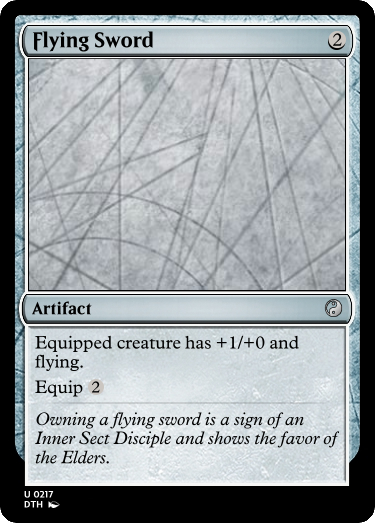 Flying Sword 2
Artifact
Equipped creature has +1/+0 and
flying.
Equip 2
Owning a flying sword is a sign of an
Inner Sect Disciple and shows the favor of
the Elders.
U 0217
DTH